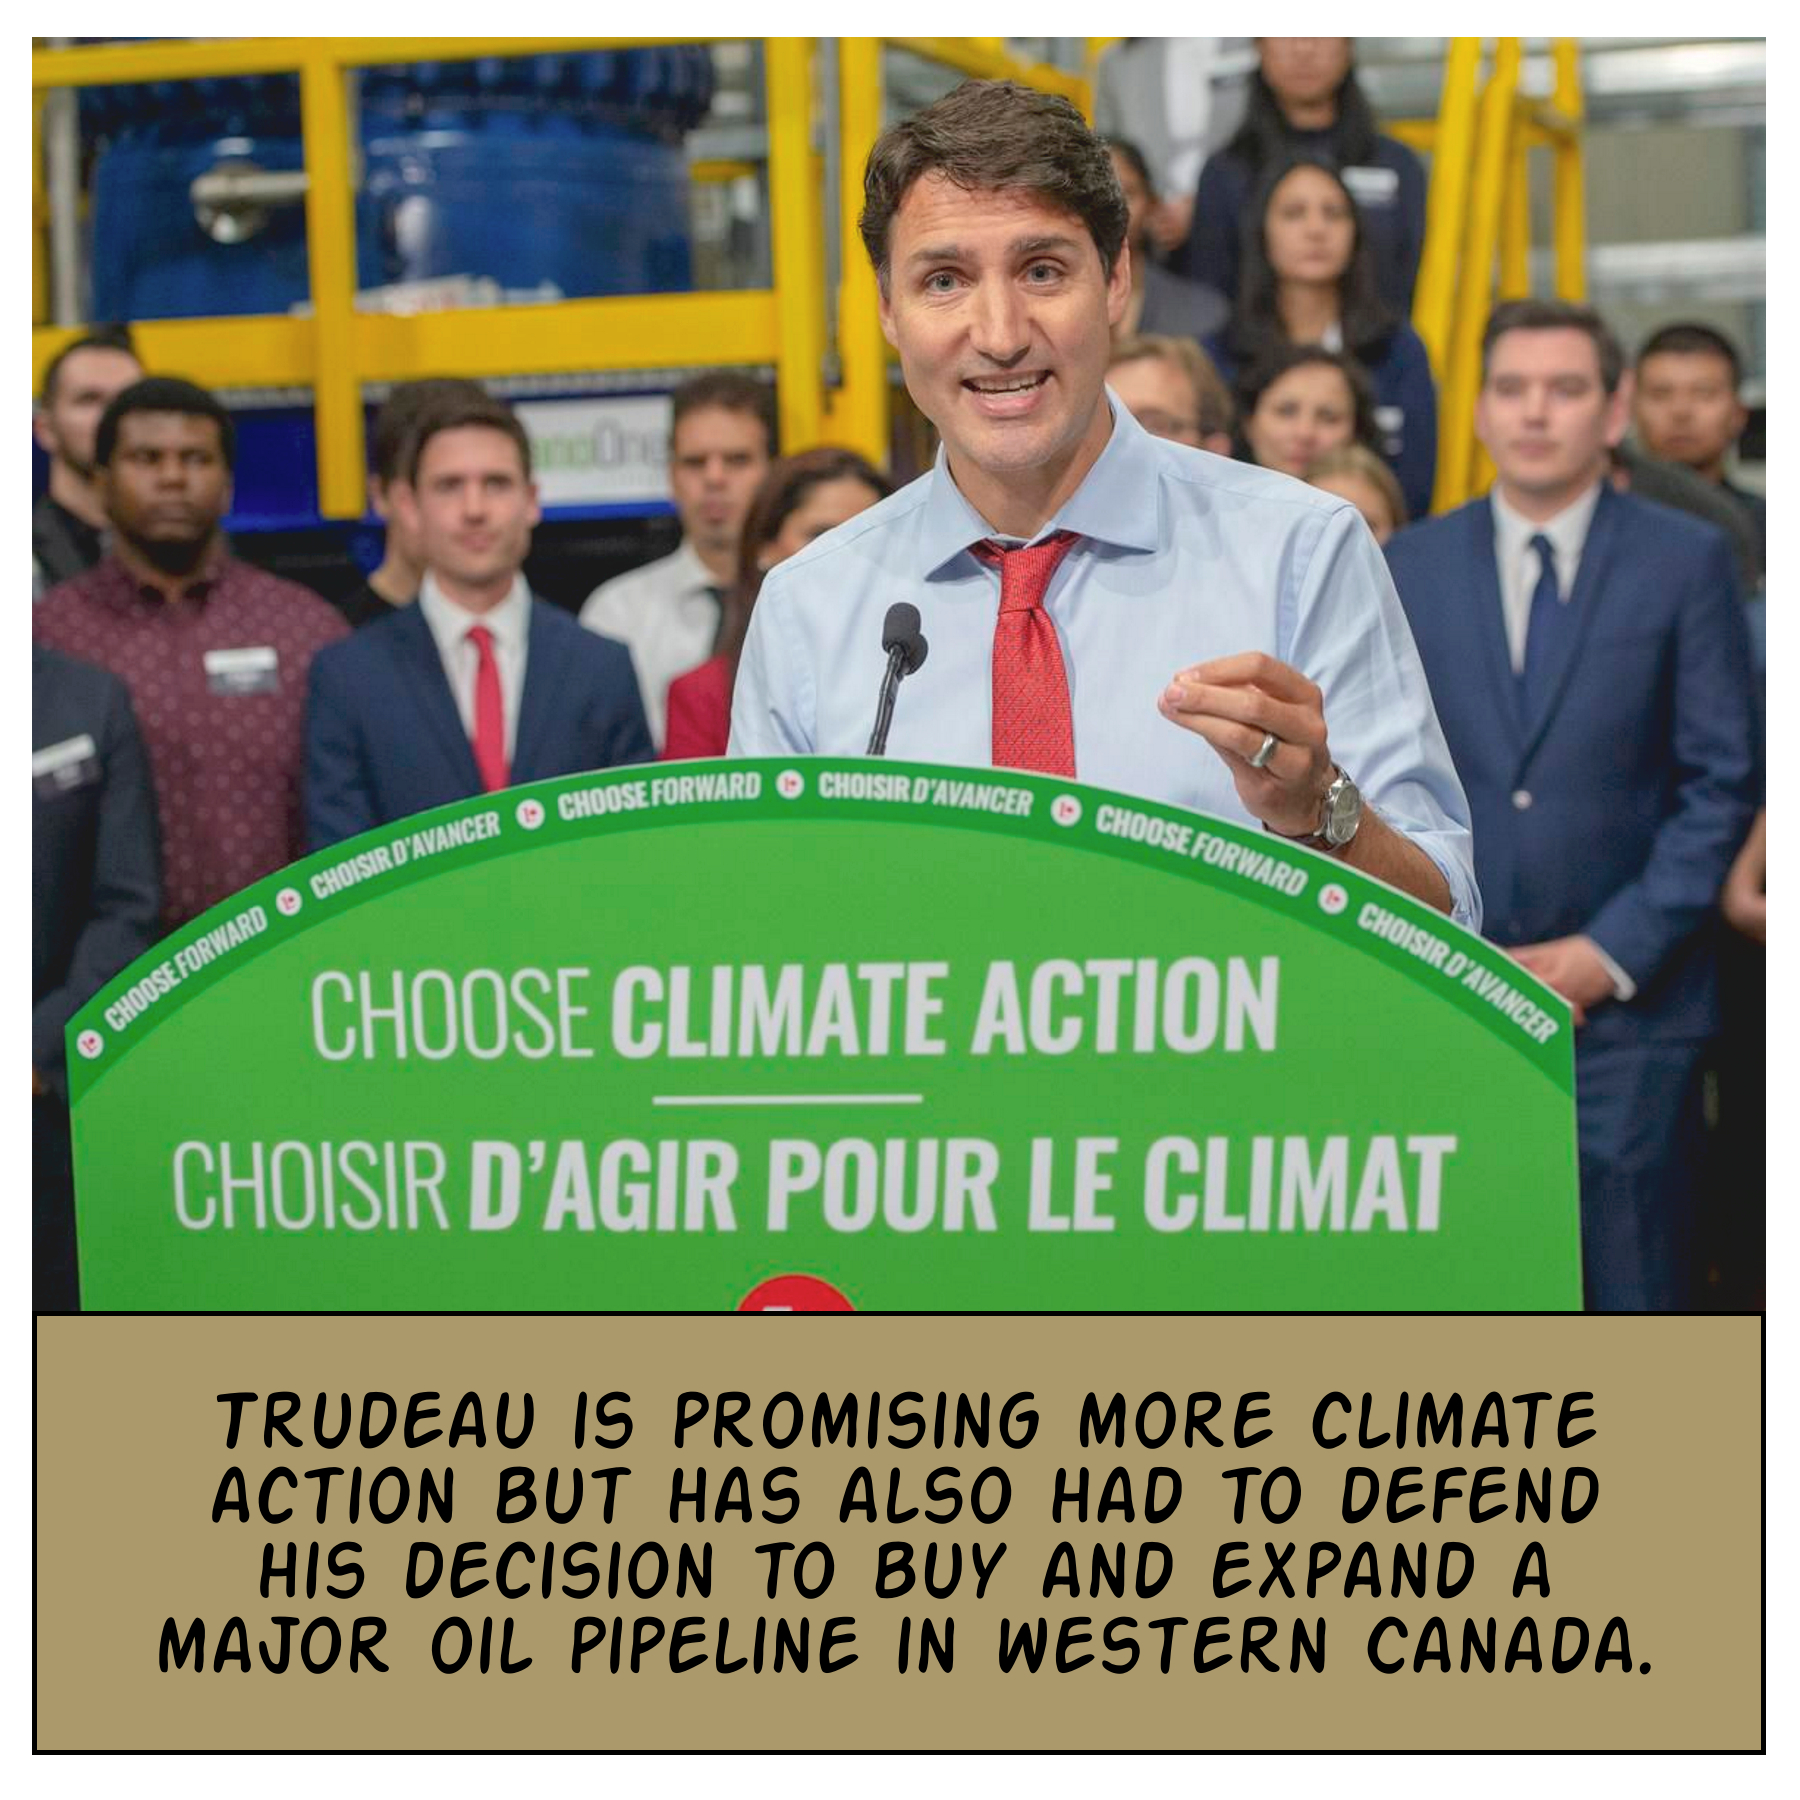 CHOOSE FORWARD CHOISIR D'AVANCER CHOOSE FORWARD CHOISIR D'AVANCER CHOOSE FORWARD CHOISIR D'AVANCER
CHOOSE CLIMATE ACTION
CHOISIR D'AGIR POUR LE CLIMAT
TRUDEAU IS PROMISING MORE CLIMATE
ACTION BUT HAS ALSO HAD TO DEFEND
HIS DECISION TO BUY AND EXPAND A
MAJOR OIL PIPELINE IN WESTERN CANADA.